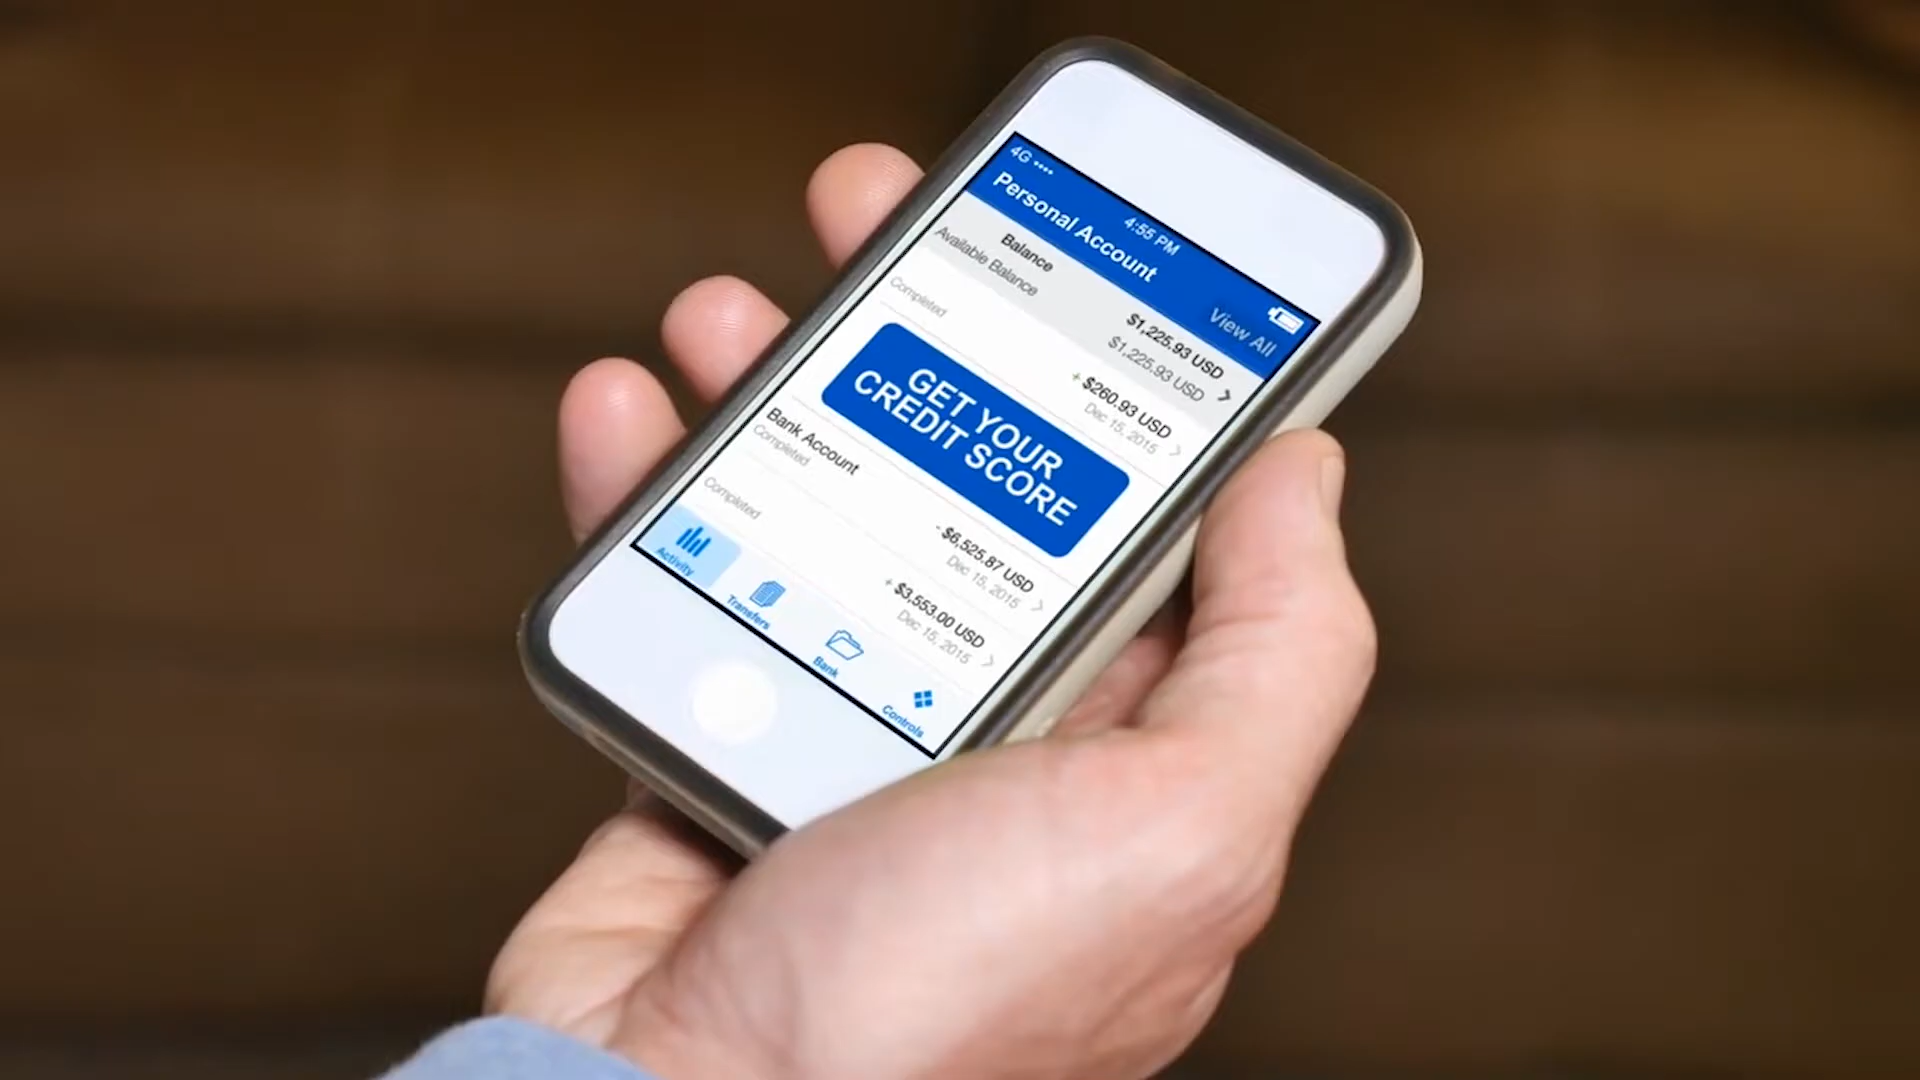 4G
4:55 PM
Personal Account
View All
Balance
$1,225.93 USD
Available Balance
$1,225.93 USD
+ $260.93 USD
Completed
Dec 15, 2015
GET YOUR
CREDIT SCORE
Bank Account
- $6,525.87 USD
Completed
Dec 15, 2015
+ $3,553.00 USD
Completed
Dec 15, 2015
Activity
Transfers
Bank
Controls